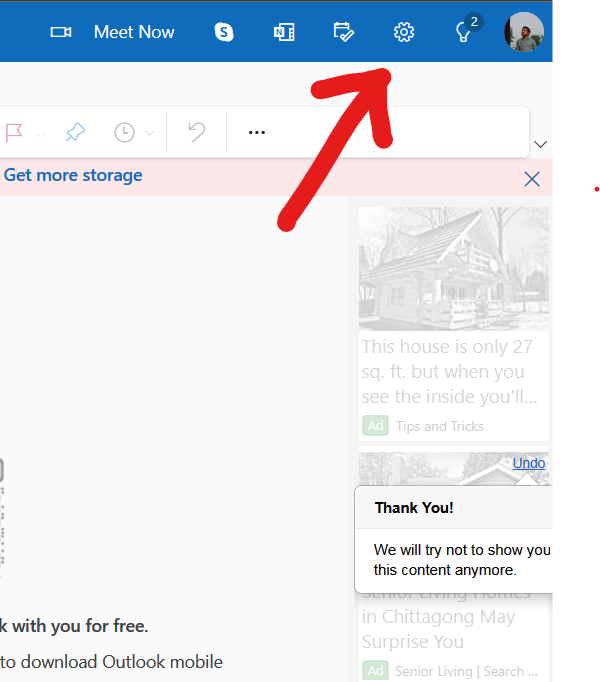 Meet Now
2
Get more storage
This house is only 27
sq. ft. but when you
see the inside you'll...
Ad Tips and Tricks
Undo
Thank You!
We will try not to show you
this content anymore.
Senior Living Homes
in Chittagong May
Surprise You
k with you for free.
to download Outlook mobile
Ad Senior Living | Search ...